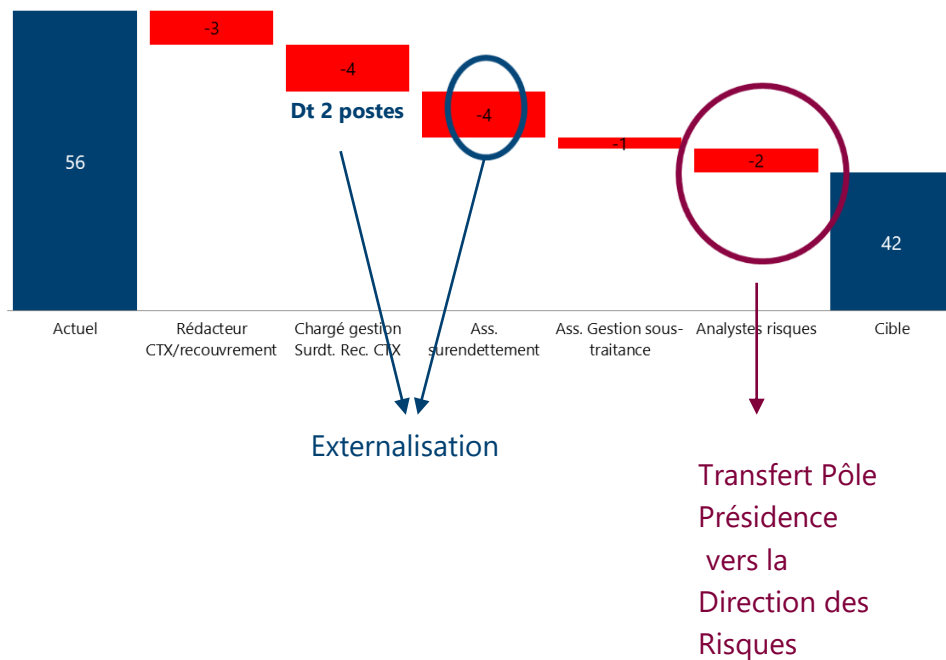 -3
-4
Dt 2 postes
-4
-1
-2
56
42
Actuel
Rédacteur
CTX/recouvrement
Chargé gestion
Surdt. Rec. CTX
Ass.
surendettement
Ass. Gestion sous-
traitance
Analystes risques
Cible
Externalisation
Transfert Pôle
Présidence
vers la
Direction des
Risques